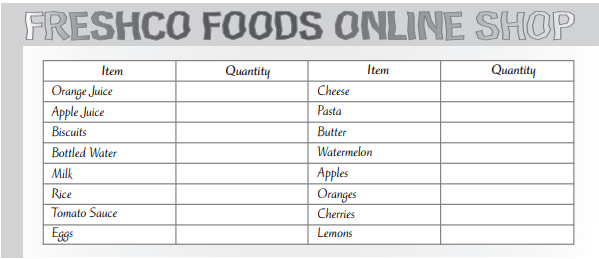 FRESHCO FOODS ONLINE SHOP
Item Quantity Item Quantity
Orange Juice Cheese
Apple Juice Pasta
Biscuits Butter
Bottled Water Watermelon
Milk Apples
Rice Oranges
Tomato Sauce Cherries
Eggs Lemons